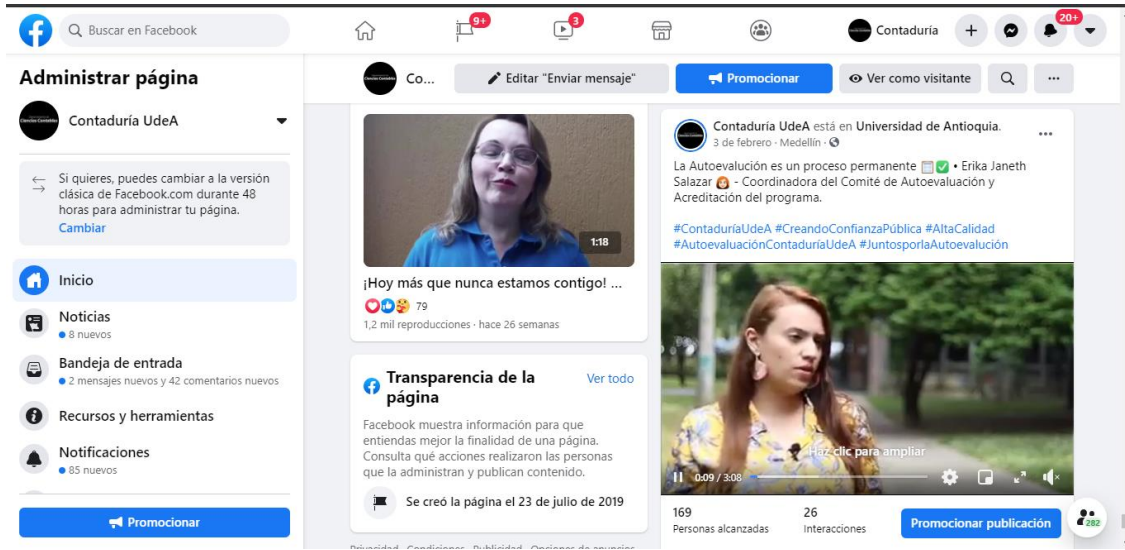 Buscar en Facebook
9+
3
Contaduría
20+
Administrar página
Contaduría UdeA
Si quieres, puedes cambiar a la versión
clásica de Facebook.com durante 48
horas para administrar tu página.
Cambiar
Inicio
Noticias
8 nuevos
Bandeja de entrada
2 mensajes nuevos y 42 comentarios nuevos
Recursos y herramientas
Notificaciones
85 nuevos
Promocionar
Co...
Editar "Enviar mensaje"
Promocionar
Ver como visitante
...
1:18
¡Hoy más que nunca estamos contigo! ...
79
1,2 mil reproducciones · hace 26 semanas
Transparencia de la
página
Ver todo
Facebook muestra información para que
entiendas mejor la finalidad de una página.
Consulta qué acciones realizaron las personas
que la administran y publican contenido.
Se creó la página el 23 de julio de 2019
Privacidad · Condiciones · Publicidad · Opciones de anuncios
Contaduría UdeA está en Universidad de Antioquia.
3 de febrero · Medellín ·
La Autoevalución es un proceso permanente 🗒️✅ • Erika Janeth
Salazar 👩‍🦰 - Coordinadora del Comité de Autoevaluación y
Acreditación del programa.
#ContaduríaUdeA #CreandoConfianzaPública #AltaCalidad
#AutoevaluaciónContaduríaUdeA #JuntosporlaAutoevalución
Haz clic para ampliar
0:09 / 3:08
169
Personas alcanzadas
26
Interacciones
Promocionar publicación
282